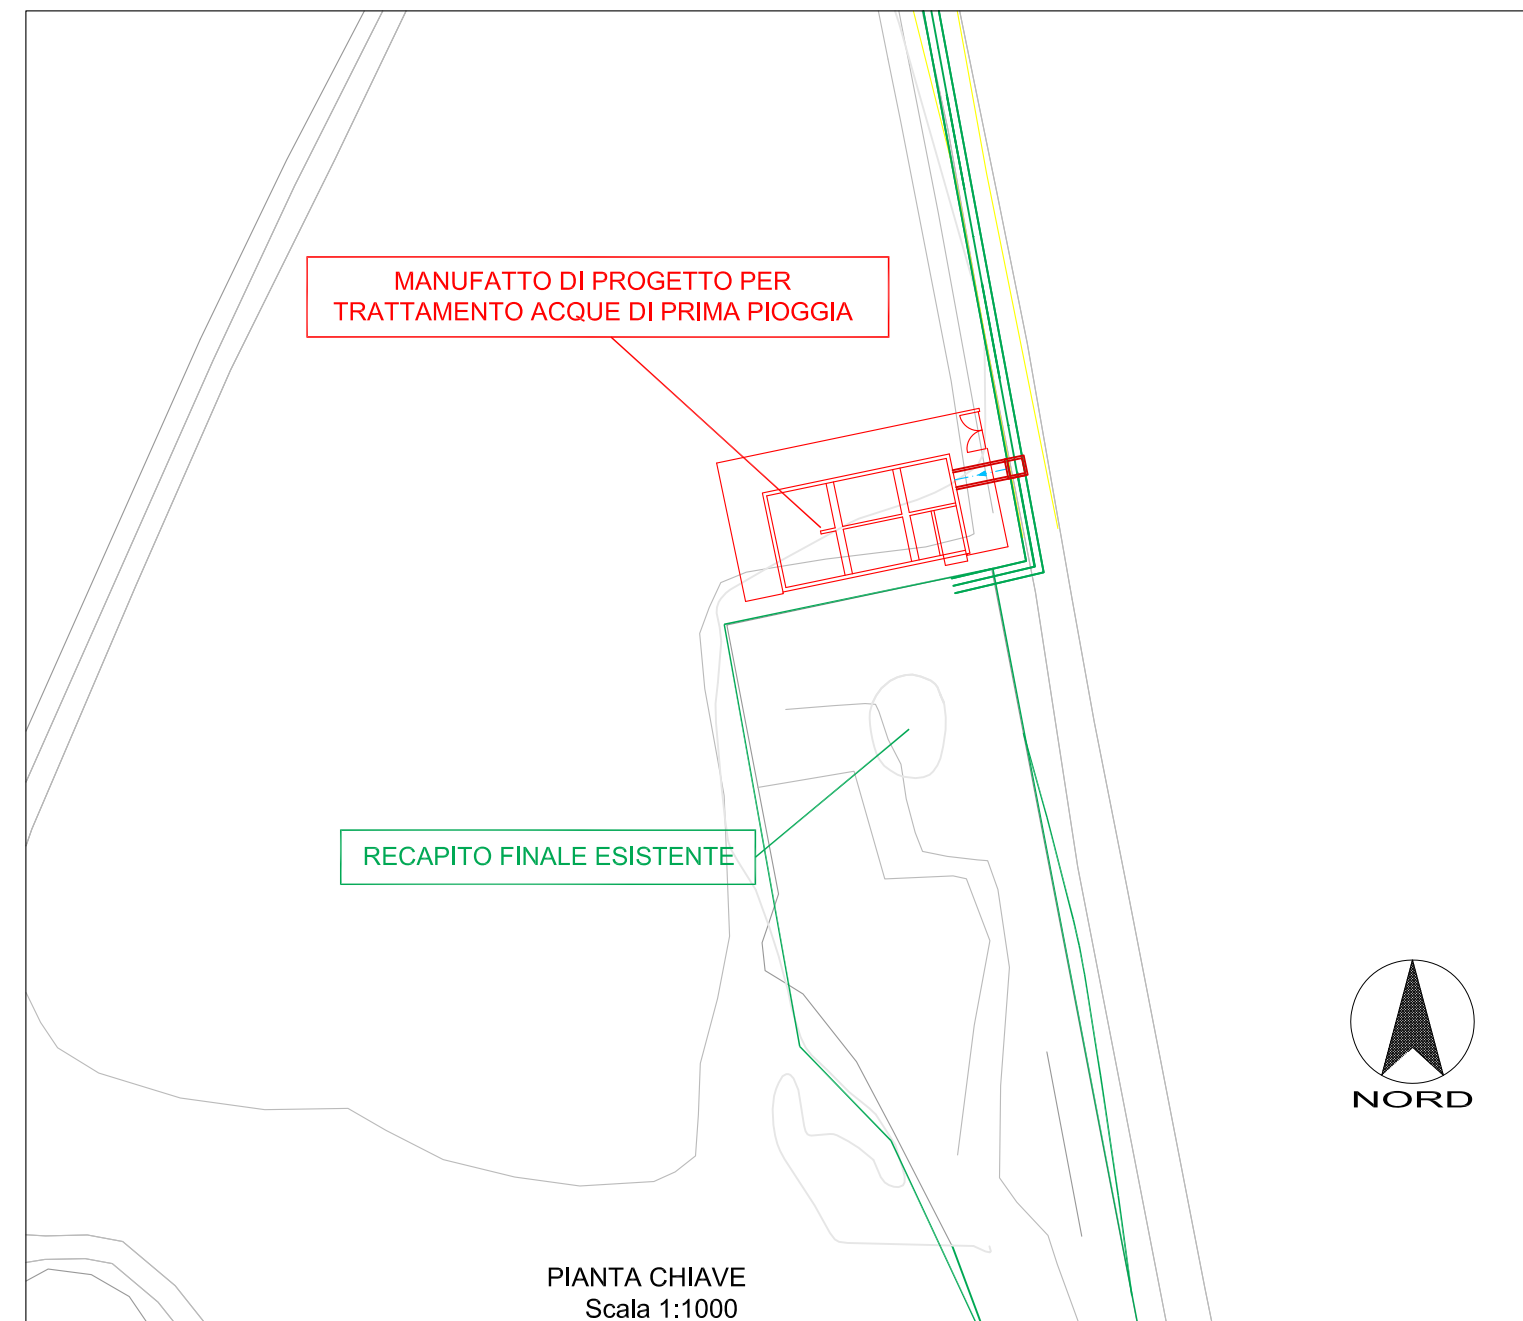 MANUFATTO DI PROGETTO PER
TRATTAMENTO ACQUE DI PRIMA PIOGGIA
RECAPITO FINALE ESISTENTE
NORD
PIANTA CHIAVE
Scala 1:1000